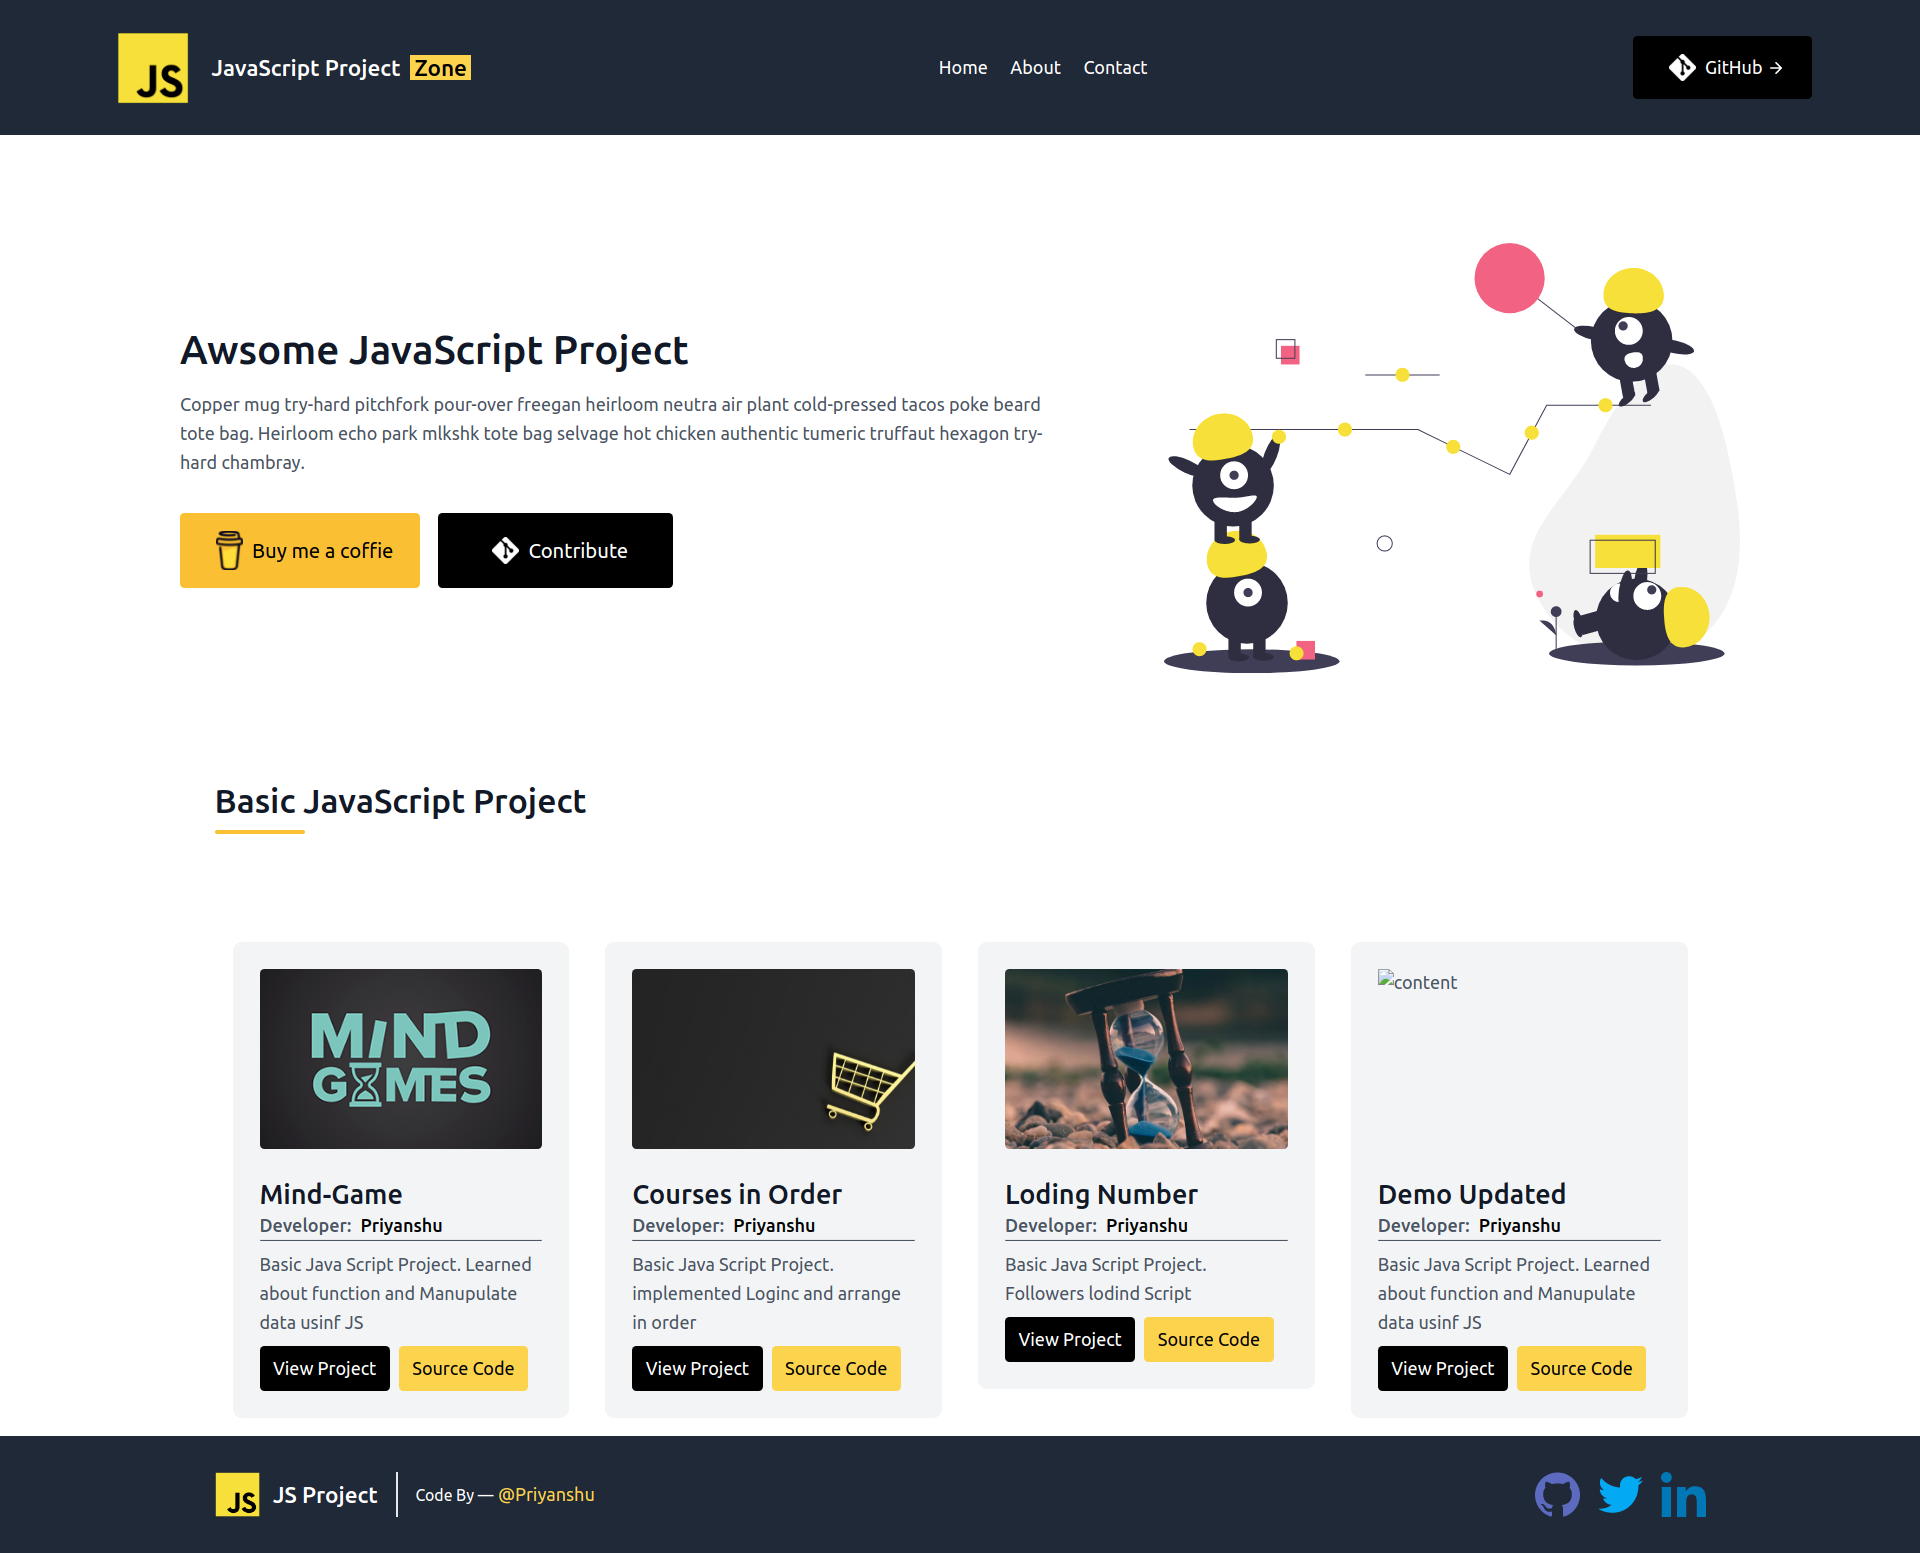 JS
JavaScript Project Zone
Home About Contact
GitHub →
Awsome JavaScript Project
Copper mug try-hard pitchfork pour-over freegan heirloom neutra air plant cold-pressed tacos poke beard
tote bag. Heirloom echo park mlkshk tote bag selvage hot chicken authentic tumeric truffaut hexagon try-
hard chambray.
Buy me a coffie
Contribute
Basic JavaScript Project
MIND
GAMES
Mind-Game
Developer: Priyanshu
Basic Java Script Project. Learned
about function and Manupulate
data usinf JS
View Project
Source Code
Courses in Order
Developer: Priyanshu
Basic Java Script Project.
implemented Loginc and arrange
in order
View Project
Source Code
Loding Number
Developer: Priyanshu
Basic Java Script Project.
Followers lodind Script
View Project
Source Code
content
Demo Updated
Developer: Priyanshu
Basic Java Script Project. Learned
about function and Manupulate
data usinf JS
View Project
Source Code
JS
JS Project
Code By — @Priyanshu
in